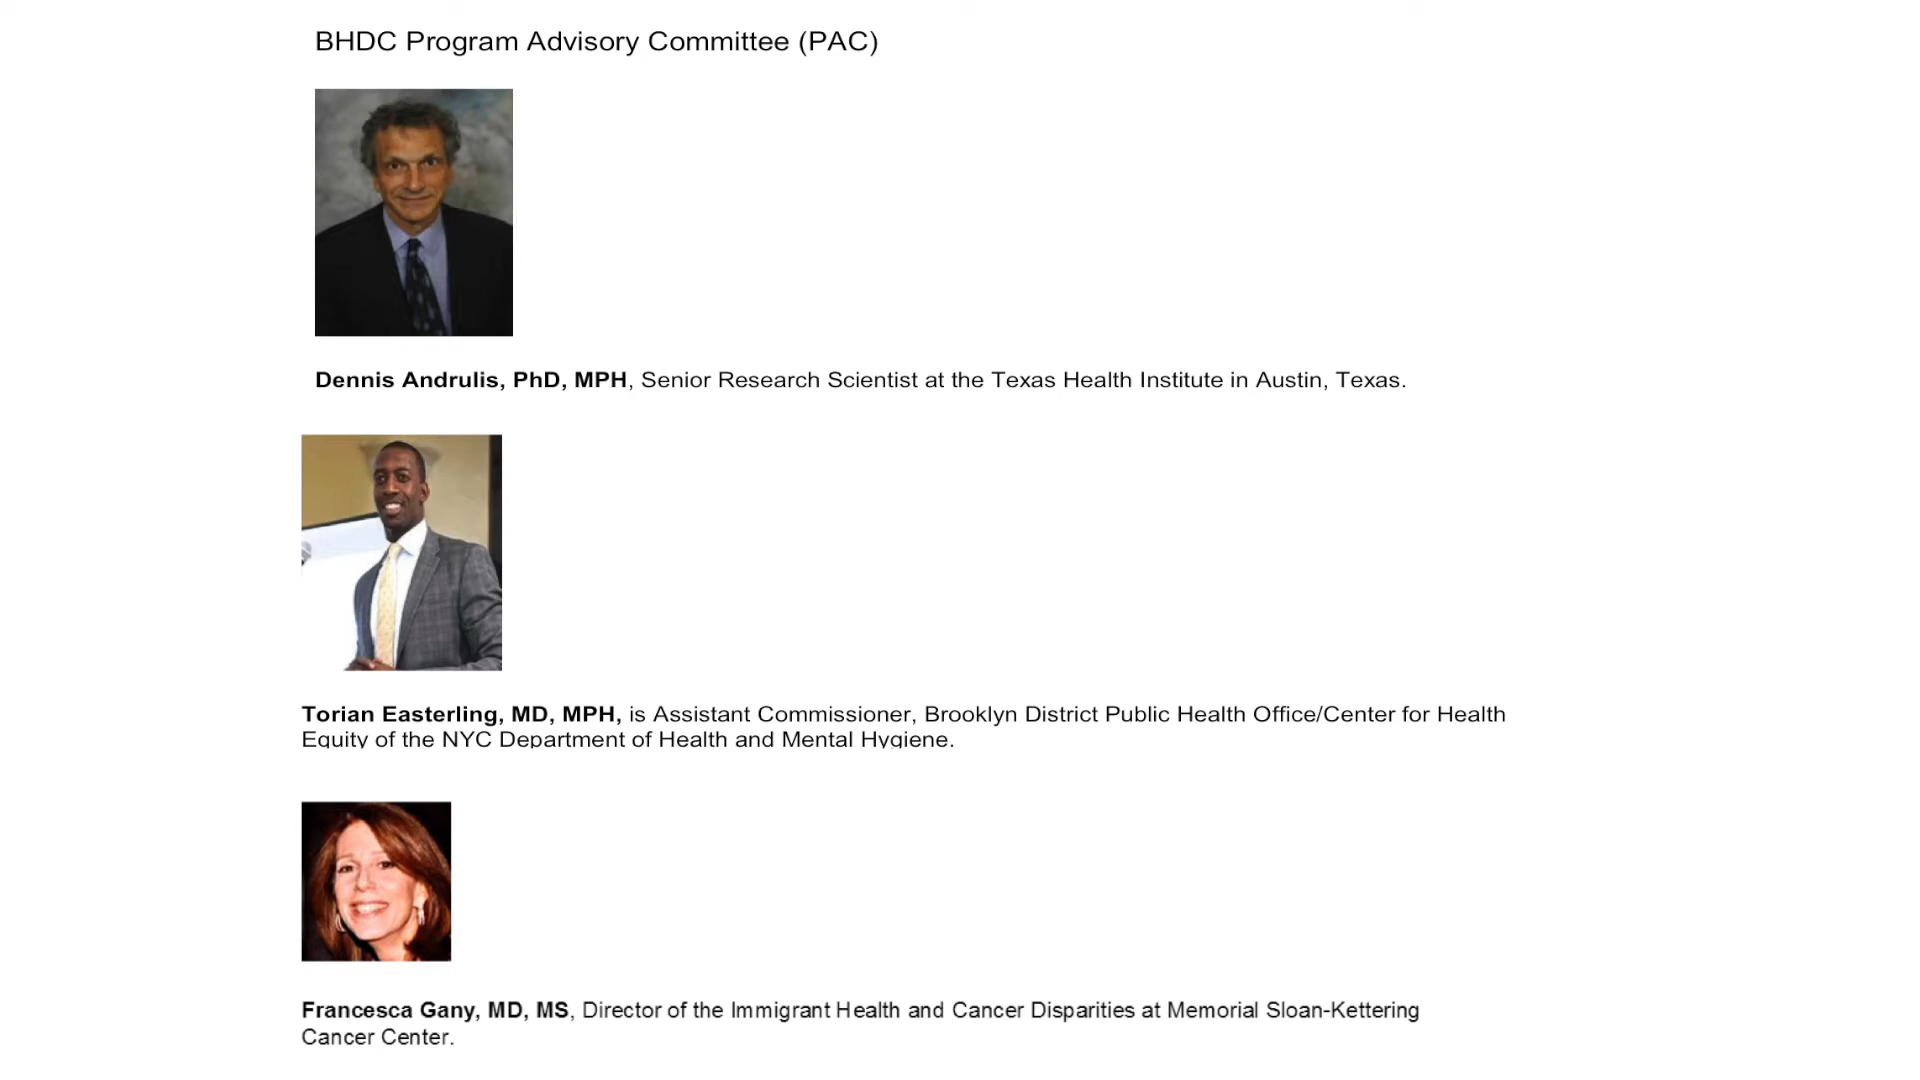 BHDC Program Advisory Committee (PAC)
Dennis Andrulis, PhD, MPH, Senior Research Scientist at the Texas Health Institute in Austin, Texas.
Torian Easterling, MD, MPH, is Assistant Commissioner, Brooklyn District Public Health Office/Center for Health
Equity of the NYC Department of Health and Mental Hygiene.
Francesca Gany, MD, MS, Director of the Immigrant Health and Cancer Disparities at Memorial Sloan-Kettering
Cancer Center.